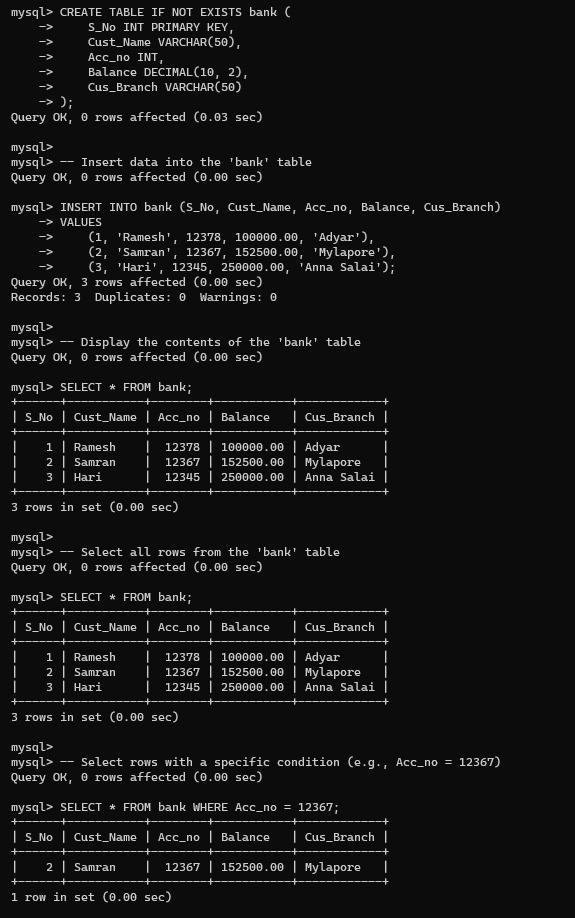 mysql> CREATE TABLE IF NOT EXISTS bank (
    ->     S_No INT PRIMARY KEY,
    ->     Cust_Name VARCHAR(50),
    ->     Acc_no INT,
    ->     Balance DECIMAL(10, 2),
    ->     Cus_Branch VARCHAR(50)
    -> );
Query OK, 0 rows affected (0.03 sec)

mysql>
mysql> -- Insert data into the 'bank' table
Query OK, 0 rows affected (0.00 sec)

mysql> INSERT INTO bank (S_No, Cust_Name, Acc_no, Balance, Cus_Branch)
    -> VALUES
    ->     (1, 'Ramesh', 12378, 100000.00, 'Adyar'),
    ->     (2, 'Samran', 12367, 152500.00, 'Mylapore'),
    ->     (3, 'Hari', 12345, 250000.00, 'Anna Salai');
Query OK, 3 rows affected (0.00 sec)
Records: 3  Duplicates: 0  Warnings: 0

mysql>
mysql> -- Display the contents of the 'bank' table
Query OK, 0 rows affected (0.00 sec)

mysql> SELECT * FROM bank;
+------+-----------+--------+-----------+------------+
| S_No | Cust_Name | Acc_no | Balance   | Cus_Branch |
+------+-----------+--------+-----------+------------+
|    1 | Ramesh    |  12378 | 100000.00 | Adyar      |
|    2 | Samran    |  12367 | 152500.00 | Mylapore   |
|    3 | Hari      |  12345 | 250000.00 | Anna Salai |
+------+-----------+--------+-----------+------------+
3 rows in set (0.00 sec)

mysql>
mysql> -- Select all rows from the 'bank' table
Query OK, 0 rows affected (0.00 sec)

mysql> SELECT * FROM bank;
+------+-----------+--------+-----------+------------+
| S_No | Cust_Name | Acc_no | Balance   | Cus_Branch |
+------+-----------+--------+-----------+------------+
|    1 | Ramesh    |  12378 | 100000.00 | Adyar      |
|    2 | Samran    |  12367 | 152500.00 | Mylapore   |
|    3 | Hari      |  12345 | 250000.00 | Anna Salai |
+------+-----------+--------+-----------+------------+
3 rows in set (0.00 sec)

mysql>
mysql> -- Select rows with a specific condition (e.g., Acc_no = 12367)
Query OK, 0 rows affected (0.00 sec)

mysql> SELECT * FROM bank WHERE Acc_no = 12367;
+------+-----------+--------+-----------+------------+
| S_No | Cust_Name | Acc_no | Balance   | Cus_Branch |
+------+-----------+--------+-----------+------------+
|    2 | Samran    |  12367 | 152500.00 | Mylapore   |
+------+-----------+--------+-----------+------------+
1 row in set (0.00 sec)